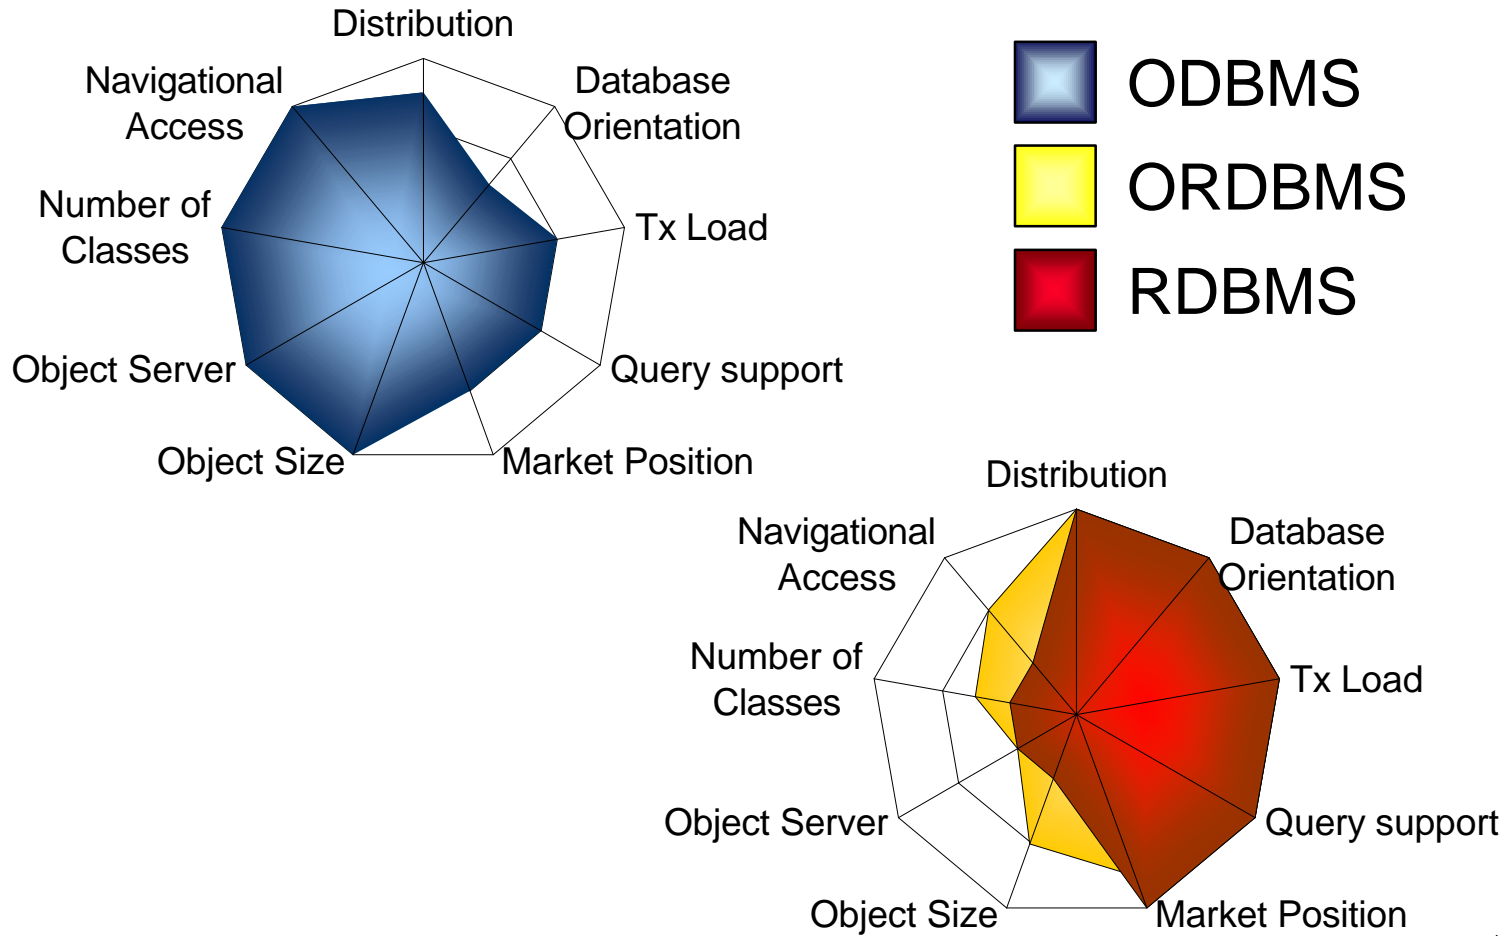 Distribution
Navigational
Access
Database
Orientation
Number of
Classes
Tx Load
Object Server
Query support
Object Size
Market Position
ODBMS
ORDBMS
RDBMS
Distribution
Navigational
Access
Database
Orientation
Number of
Classes
Tx Load
Object Server
Query support
Object Size
Market Position